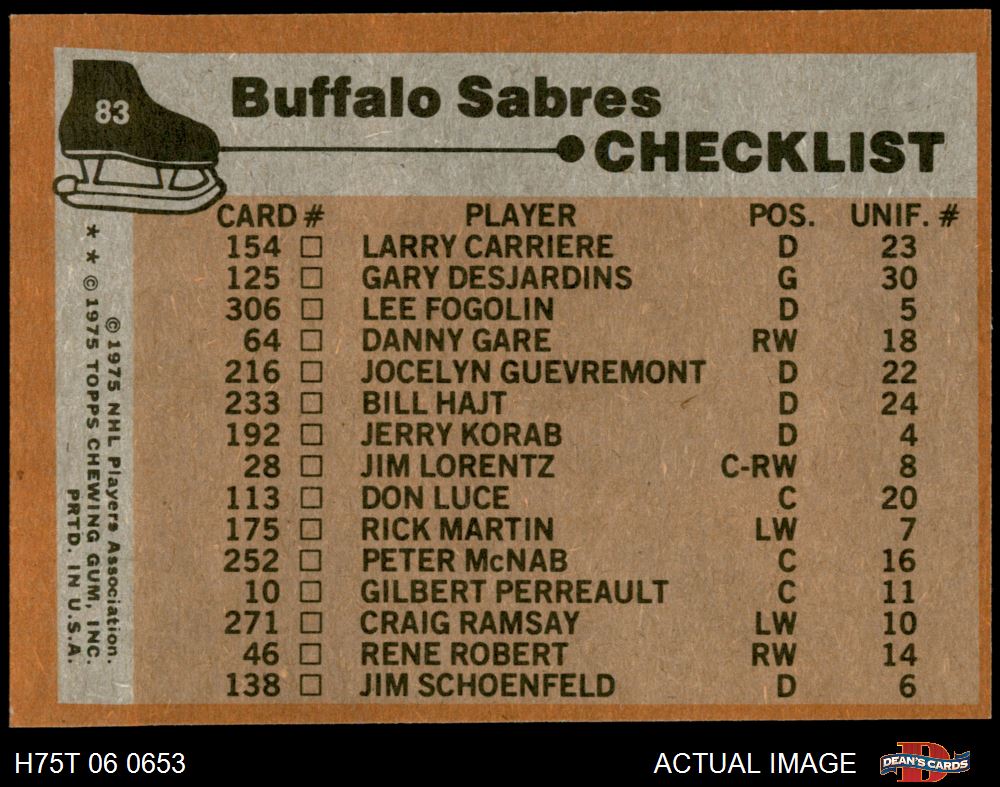 83
Buffalo Sabres
CHECKLIST
CARD # PLAYER POS. UNIF. #
154 □ LARRY CARRIERE D 23
125 □ GARY DESJARDINS G 30
306 □ LEE FOGOLIN D 5
64 □ DANNY GARE RW 18
216 □ JOCELYN GUEVREMONT D 22
233 □ BILL HAJT D 24
192 □ JERRY KORAB D 4
28 □ JIM LORENTZ C-RW 8
113 □ DON LUCE C 20
175 □ RICK MARTIN LW 7
252 □ PETER McNAB C 16
10 □ GILBERT PERREAULT C 11
271 □ CRAIG RAMSAY LW 10
46 □ RENE ROBERT RW 14
138 □ JIM SCHOENFELD D 6
© 1975 NHL Players Association.
* * © 1975 TOPPS CHEWING GUM, INC.
PRTD. IN U.S.A.
H75T 06 0653
ACTUAL IMAGE
D
DEAN'S CARDS